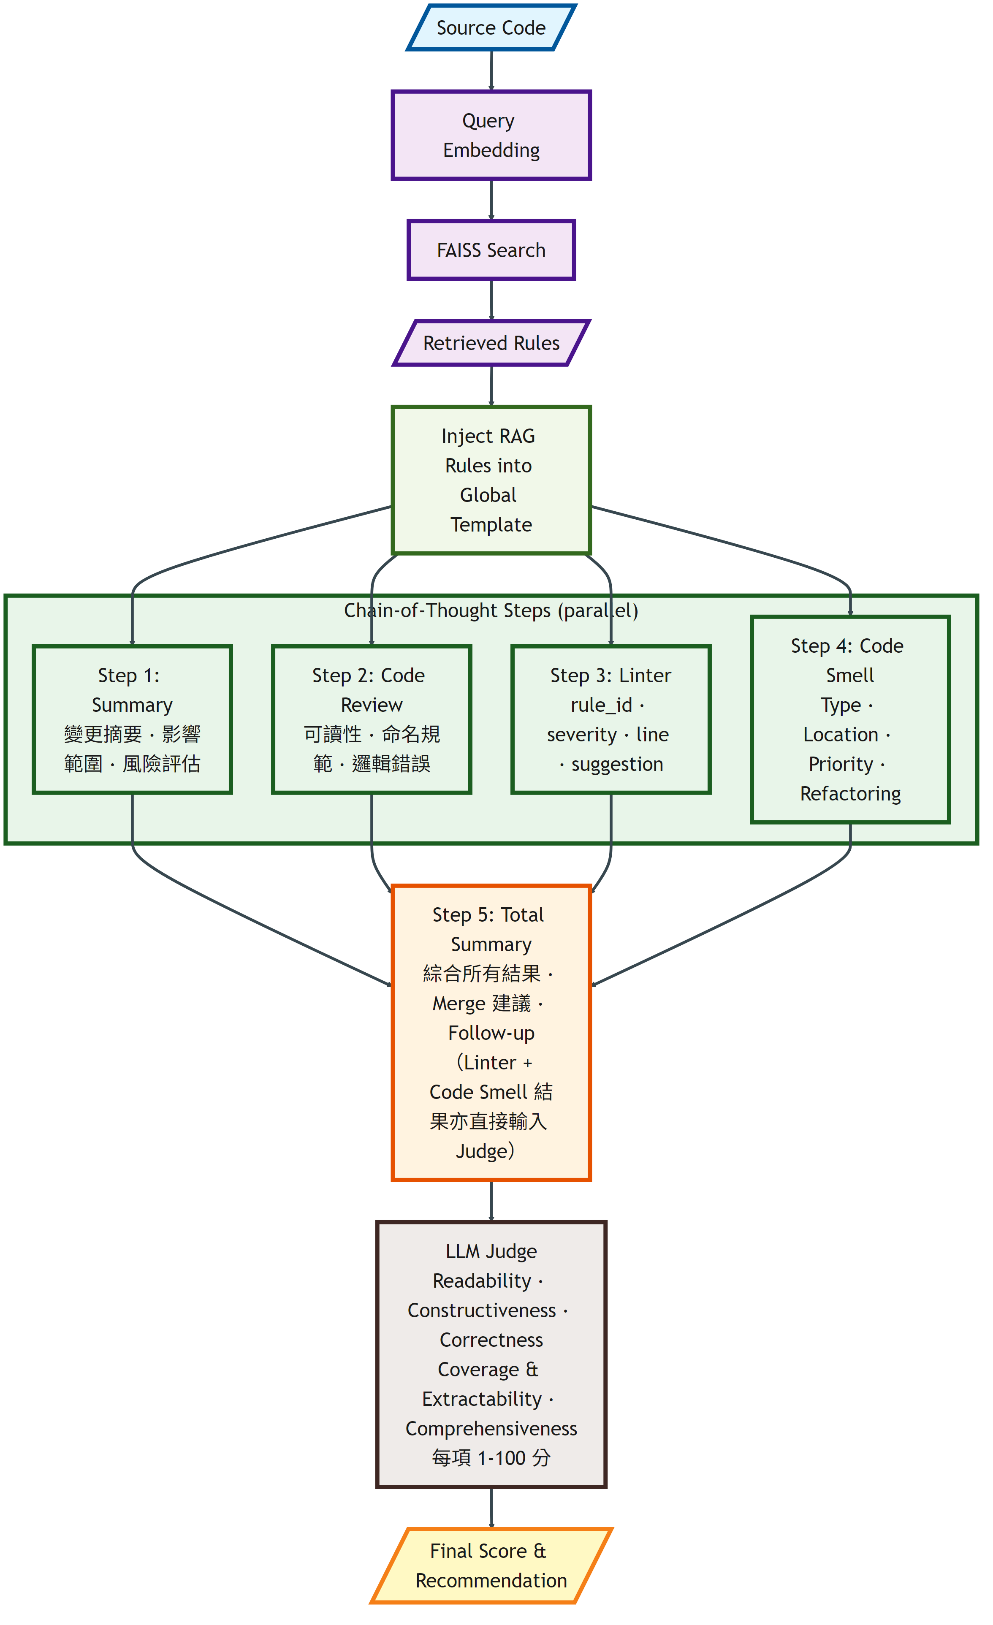 Source Code
Query
Embedding
FAISS Search
Retrieved Rules
Inject RAG
Rules into
Global
Template
Chain-of-Thought Steps (parallel)
Step 1:
Summary
變更摘要 · 影響
範圍 · 風險評估
Step 2: Code
Review
可讀性 · 命名規
範 · 邏輯錯誤
Step 3: Linter
rule_id ·
severity · line
· suggestion
Step 4: Code
Smell
Type ·
Location ·
Priority ·
Refactoring
Step 5: Total
Summary
綜合所有結果 ·
Merge 建議 ·
Follow-up
（Linter +
Code Smell 結
果亦直接輸入
Judge）
LLM Judge
Readability ·
Constructiveness ·
Correctness
Coverage &
Extractability ·
Comprehensiveness
每項 1-100 分
Final Score &
Recommendation